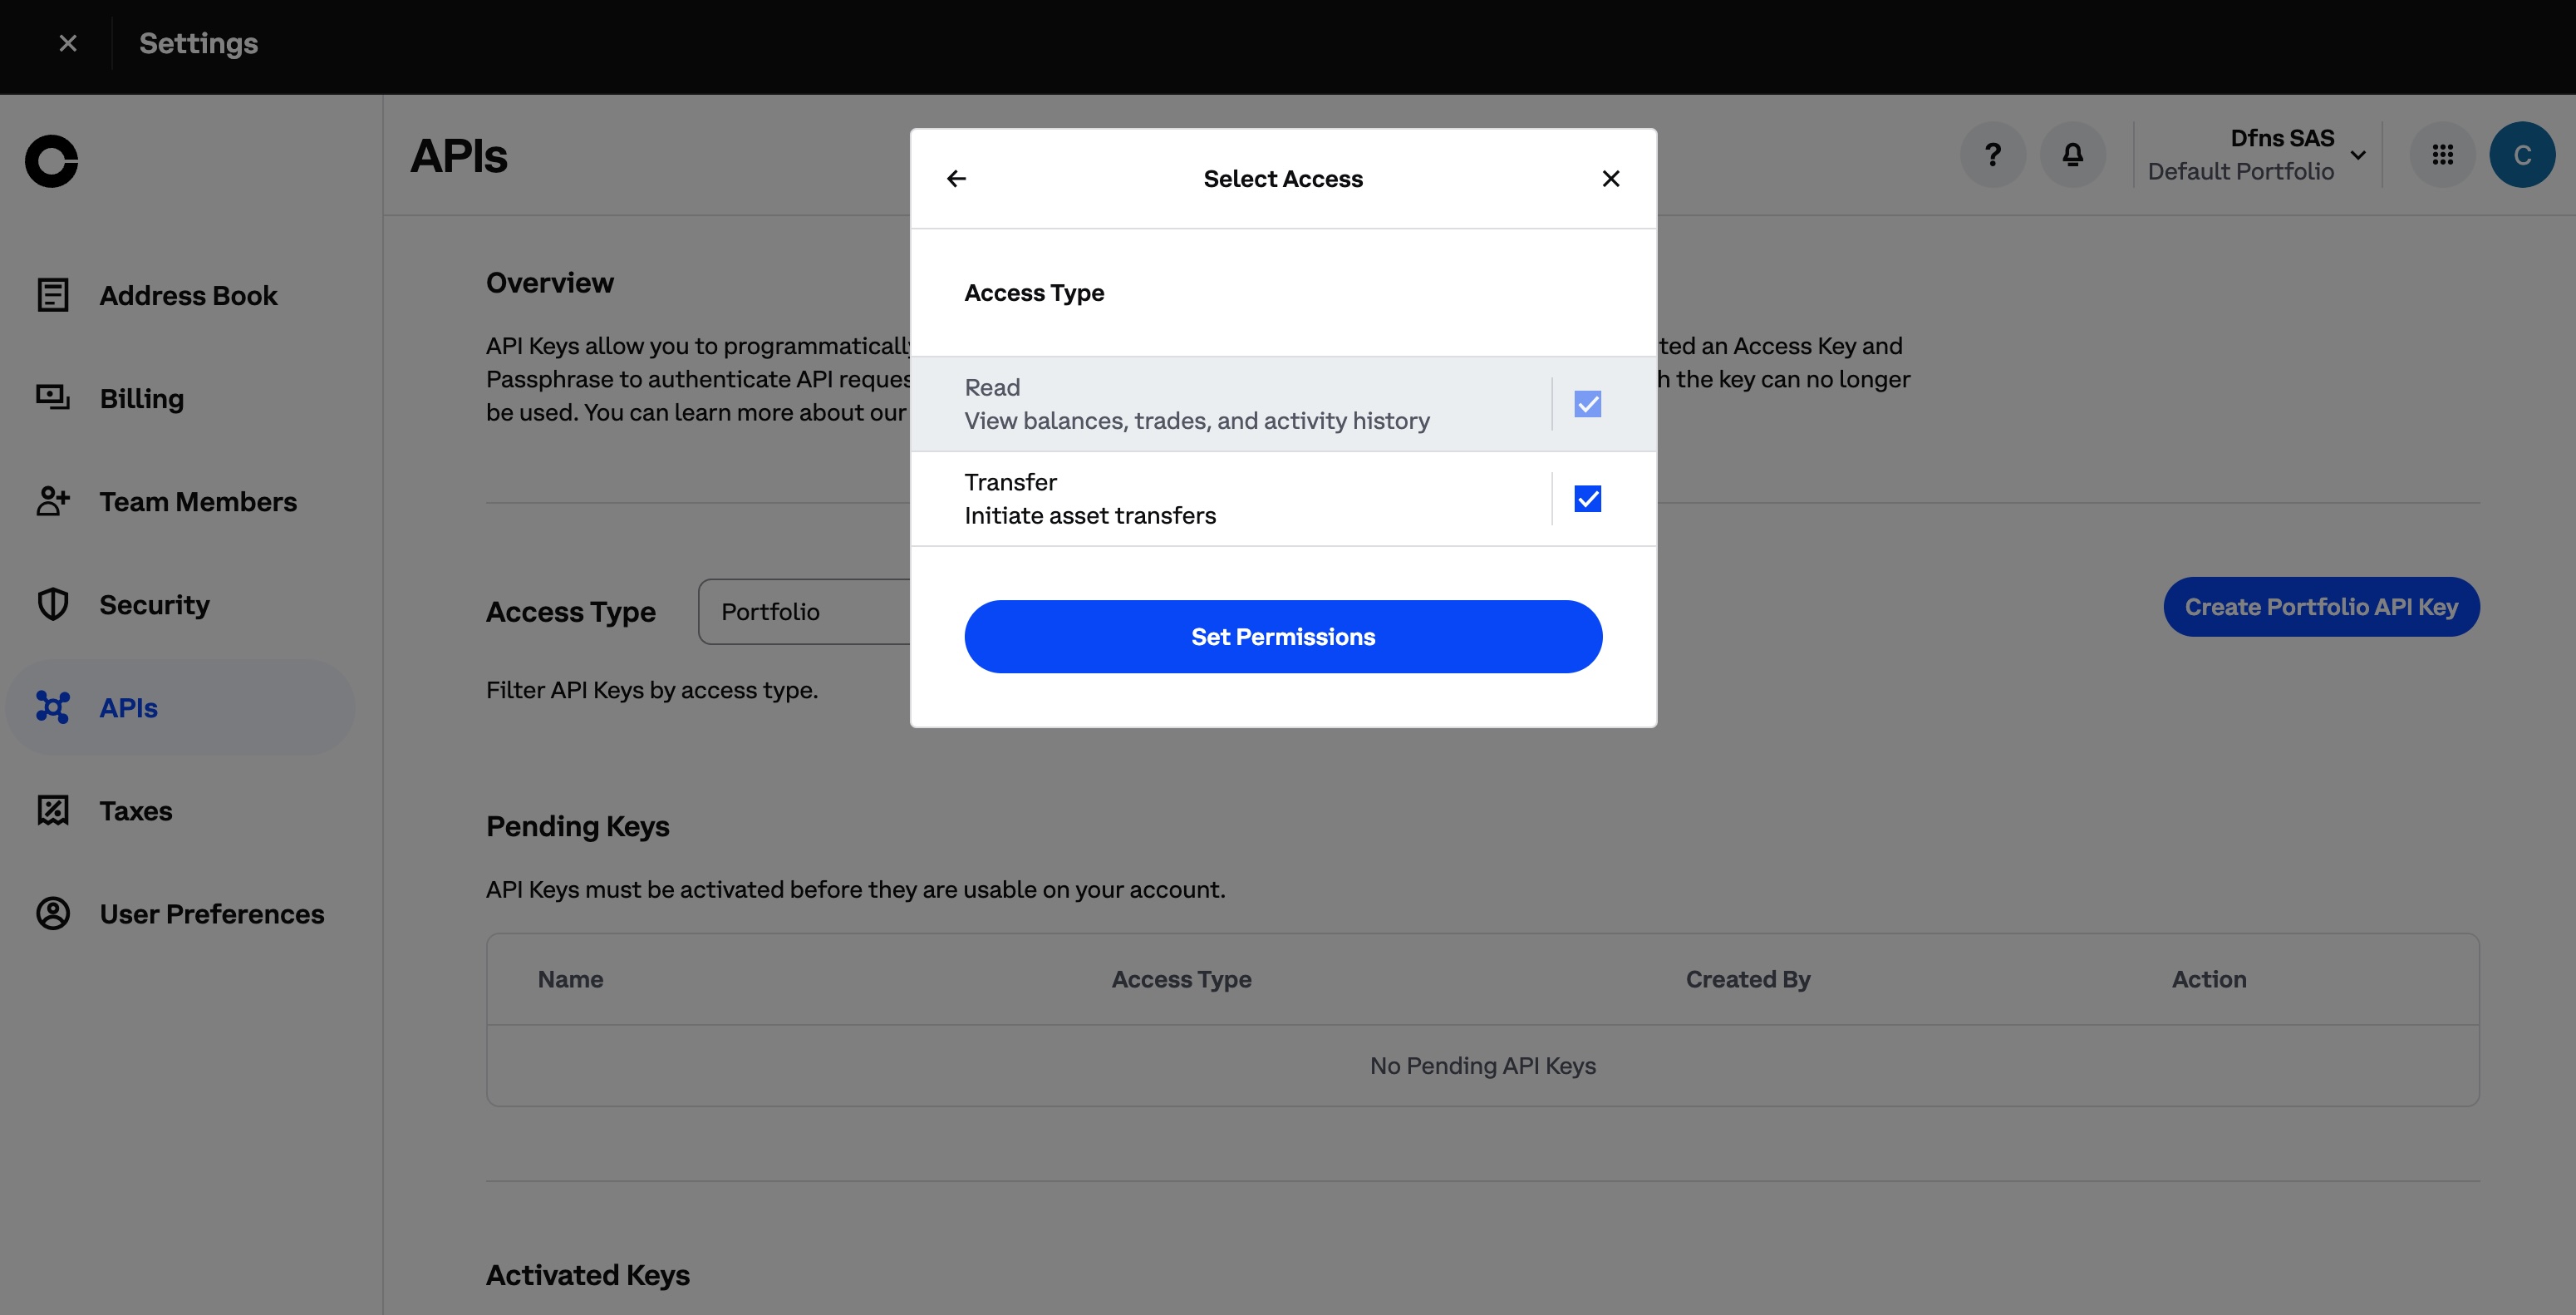 Settings
APIs
?
Dfns SAS
Default Portfolio
C
Address Book
Billing
Team Members
Security
APIs
Taxes
User Preferences
Overview
API Keys allow you to programmatically
ted an Access Key and
Passphrase to authenticate API reques
h the key can no longer
be used. You can learn more about our
Access Type
Portfolio
Filter API Keys by access type.
Create Portfolio API Key
Select Access
Access Type
Read
View balances, trades, and activity history
Transfer
Initiate asset transfers
Set Permissions
Pending Keys
API Keys must be activated before they are usable on your account.
Name Access Type Created By Action
No Pending API Keys
Activated Keys